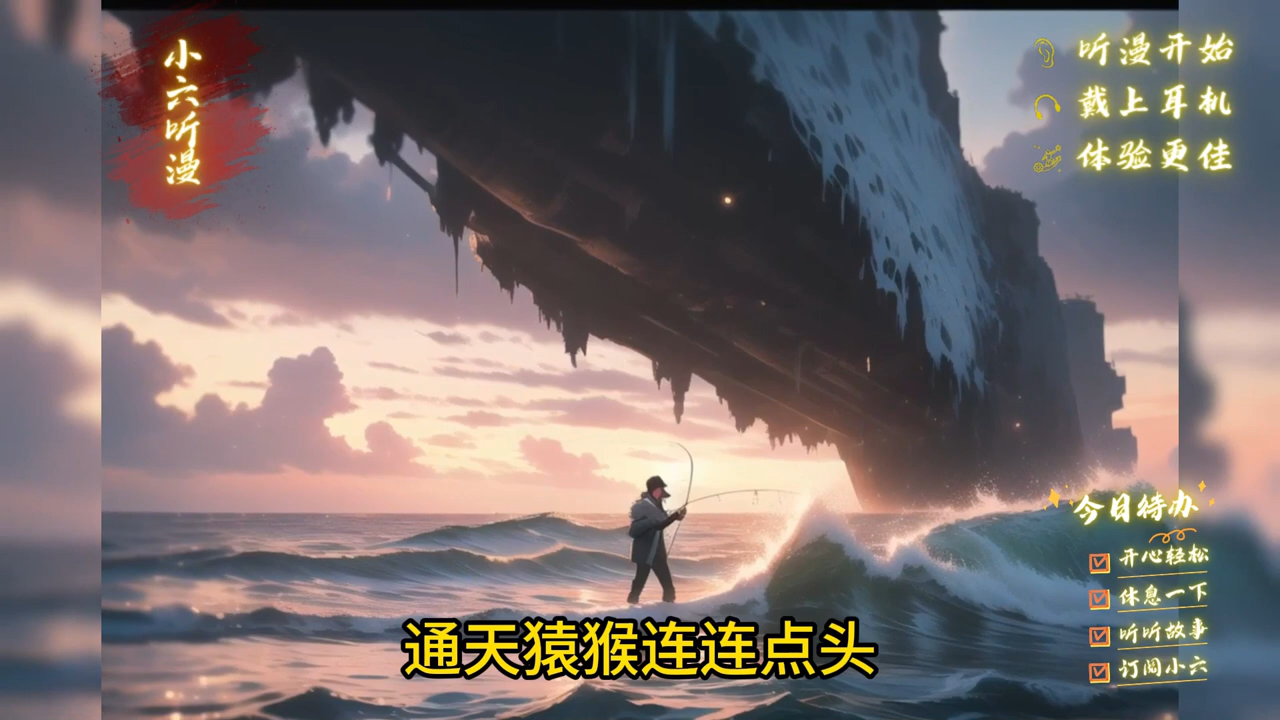 小六听漫
听漫开始
戴上耳机
体验更佳
今日待办
开心轻松
休息一下
听听故事
订阅小六
通天猿猴连连点头